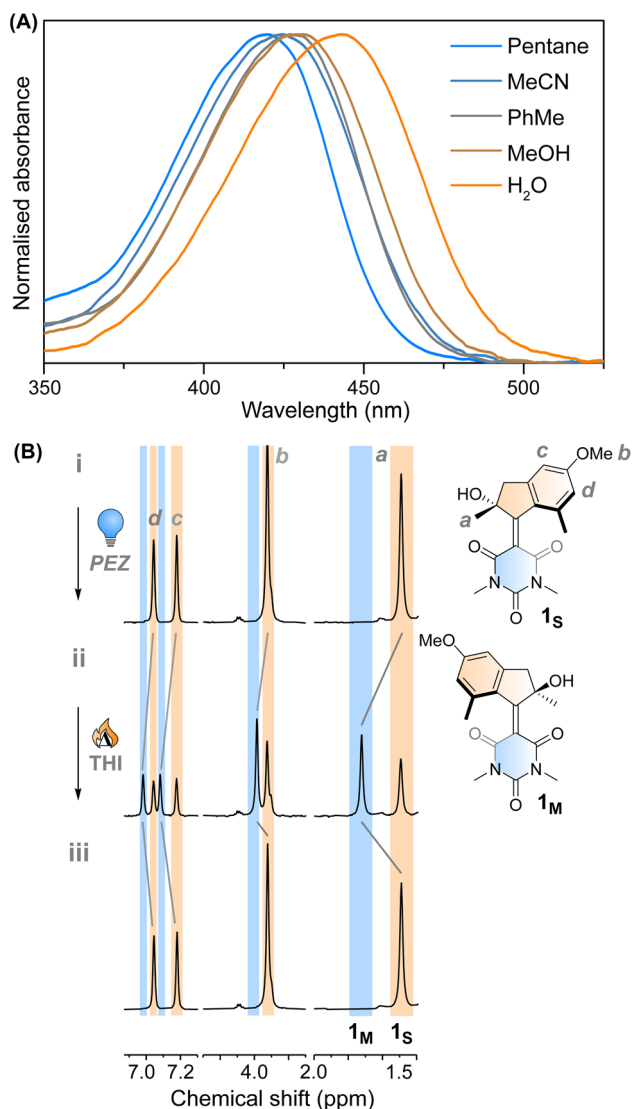 (A)
Normalised absorbance
Pentane
MeCN
PhMe
MeOH
H₂O
350 400 450 500
Wavelength (nm)
(B)
i
PEZ
ii
THI
iii
d
c
b
a
1M 1S
7.0 7.2 4.0 2.0 2.0 1.5
Chemical shift (ppm)
c
OMe b
HO
d
a
O O
N N
O
1S
MeO
OH
O O
N N
O
1M